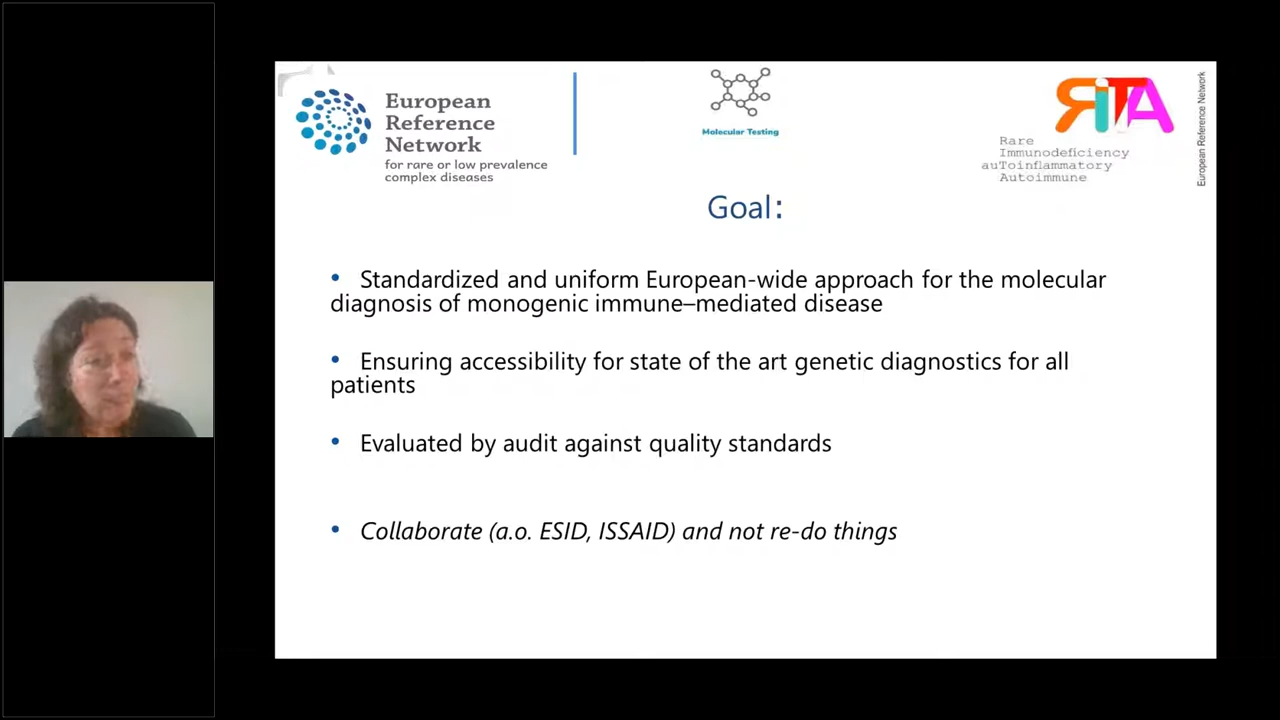 European
Reference
Network
for rare or low prevalence
complex diseases
Molecular Testing
RITA
Rare
Immunodeficiency
auToinflammatory
Autoimmune
European Reference Network
Goal:
• Standardized and uniform European-wide approach for the molecular
diagnosis of monogenic immune–mediated disease
• Ensuring accessibility for state of the art genetic diagnostics for all
patients
• Evaluated by audit against quality standards
• Collaborate (a.o. ESID, ISSAID) and not re-do things